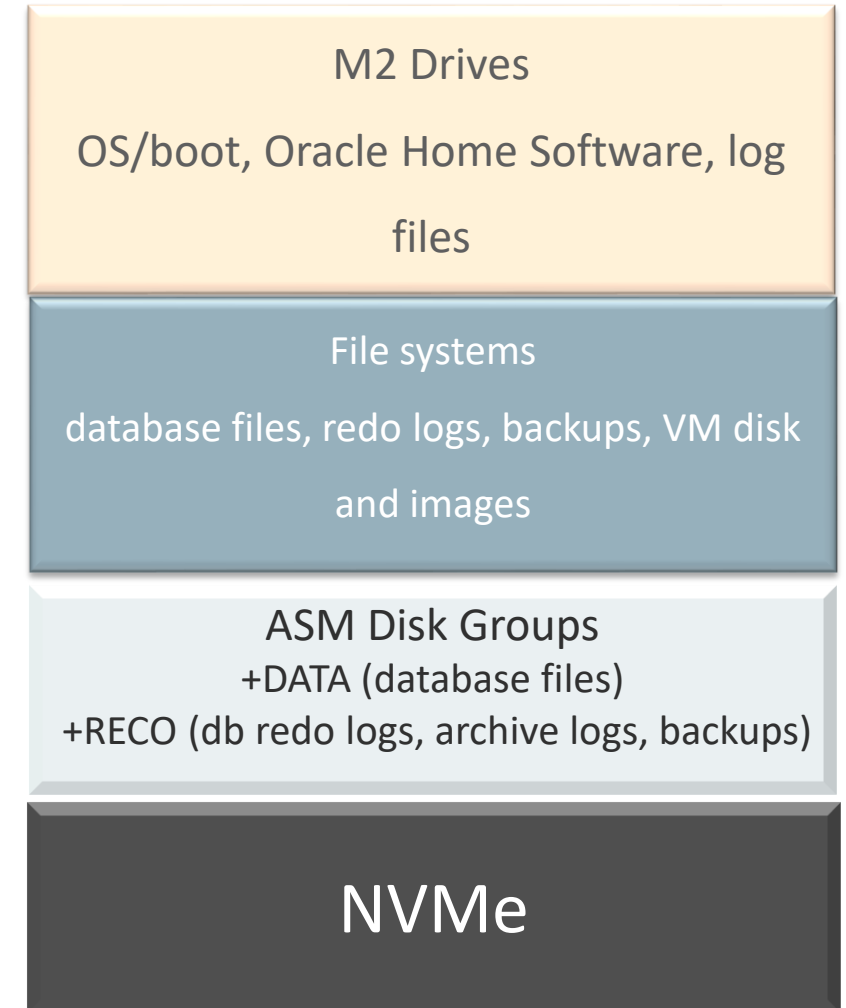 M2 Drives
OS/boot, Oracle Home Software, log
files
File systems
database files, redo logs, backups, VM disk
and images
ASM Disk Groups
+DATA (database files)
+RECO (db redo logs, archive logs, backups)
NVMe